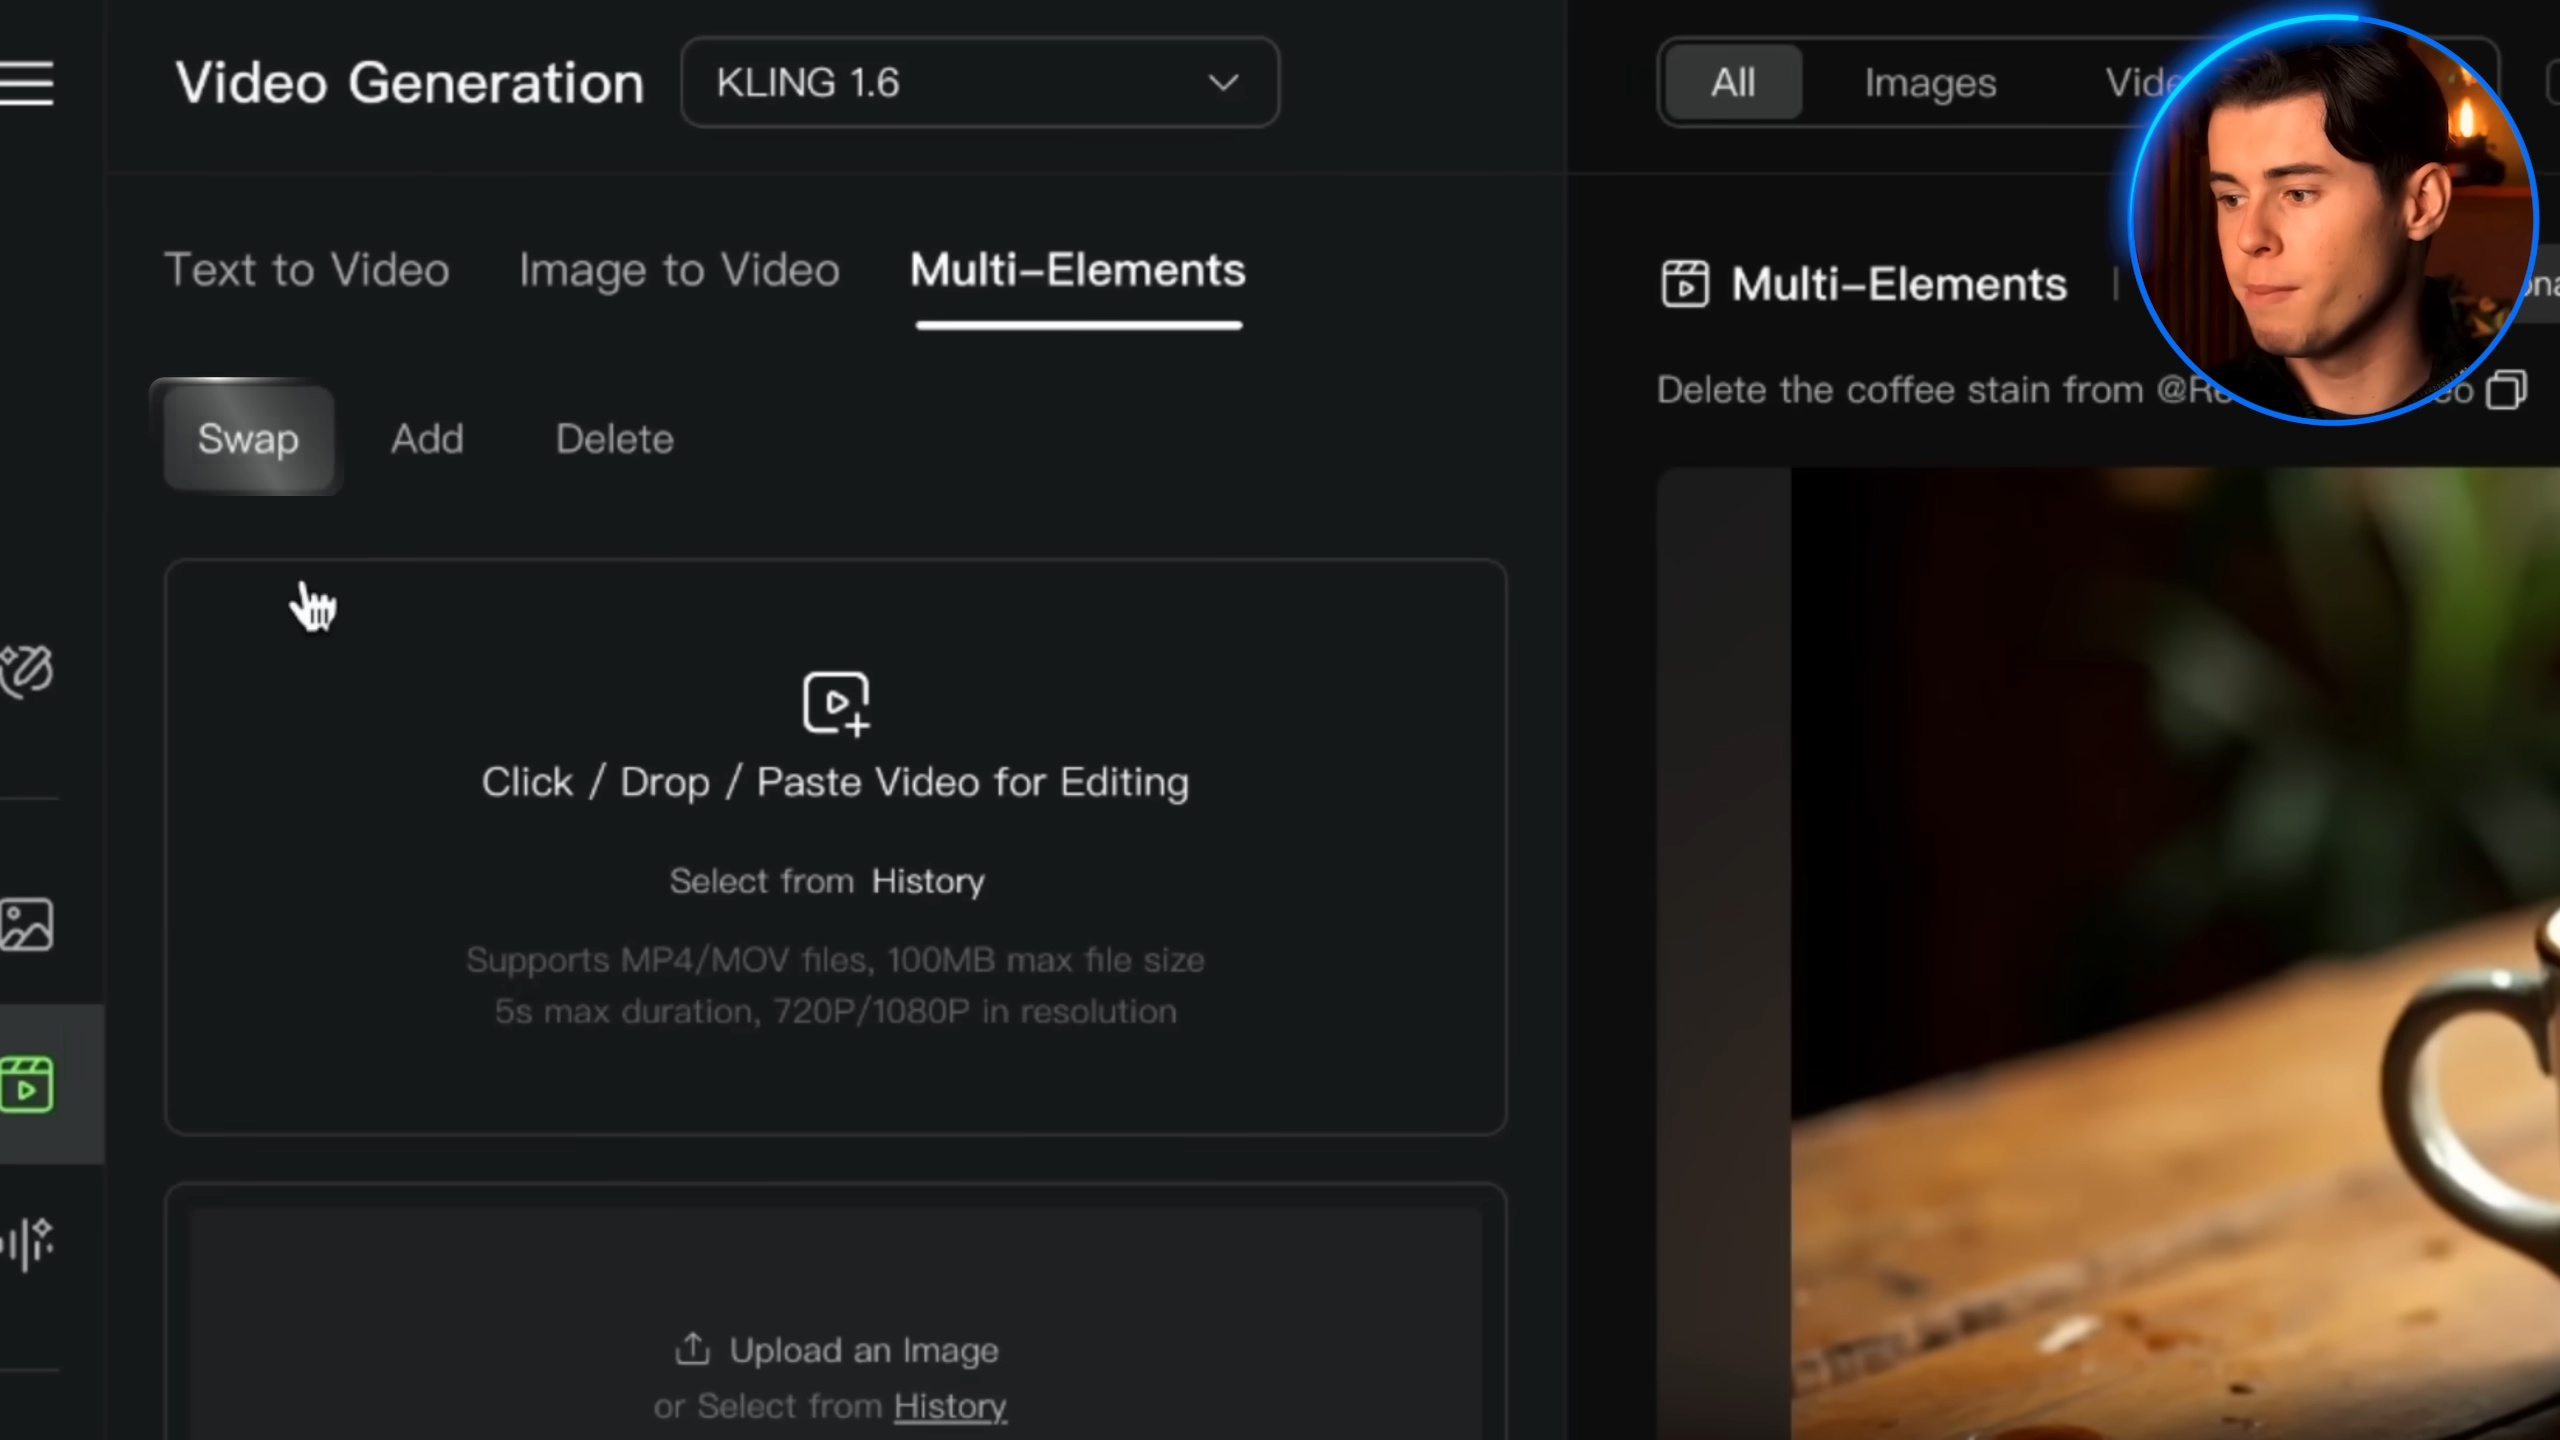 Video Generation
KLING 1.6
Text to Video
Image to Video
Multi-Elements
Swap
Add
Delete
Click / Drop / Paste Video for Editing
Select from History
Supports MP4/MOV files, 100MB max file size
5s max duration, 720P/1080P in resolution
Upload an Image
or Select from History
All
Images
Multi-Elements
Delete the coffee stain from